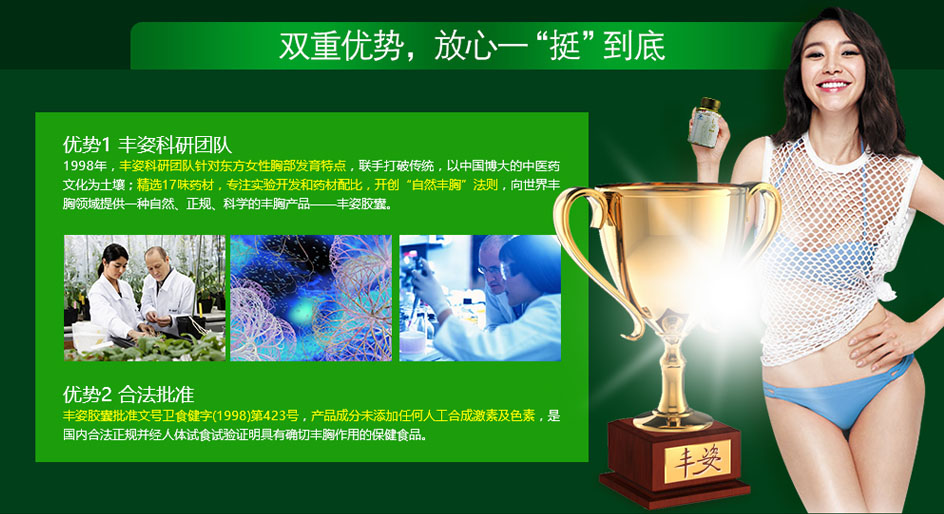 双重优势，放心一“挺”到底
优势1 丰姿科研团队
1998年，丰姿科研团队针对东方女性胸部发育特点，联手打破传统，以中国博大的中医药
文化为土壤；精选17味药材，专注实验开发和药材配比，开创“自然丰胸”法则，向世界丰
胸领域提供一种自然、正规、科学的丰胸产品——丰姿胶囊。
优势2 合法批准
丰姿胶囊批准文号卫食健字(1998)第423号，产品成分未添加任何人工合成激素及色素，是
国内合法正规并经人体试食试验证明具有确切丰胸作用的保健食品。
丰姿